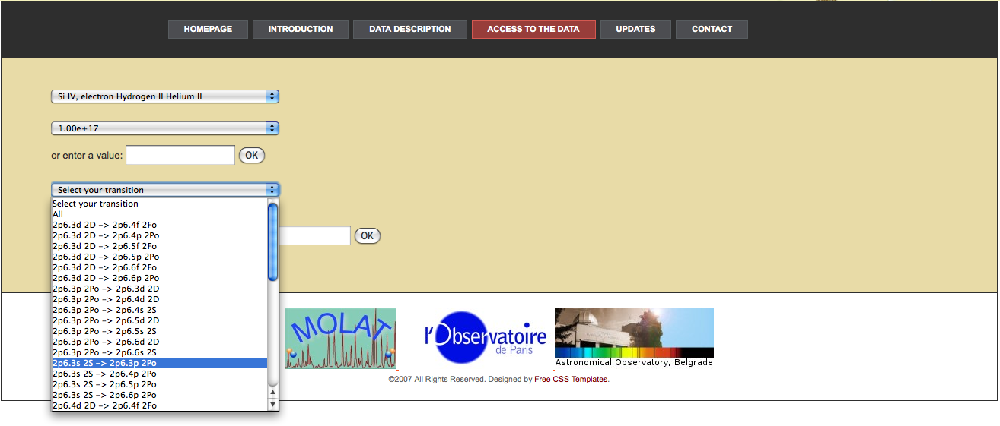 HOMEPAGE INTRODUCTION DATA DESCRIPTION ACCESS TO THE DATA UPDATES CONTACT
Si IV, electron Hydrogen II Helium II
1.00e+17
or enter a value: OK
Select your transition
Select your transition
All
2p6.3d 2D -> 2p6.4f 2Fo
2p6.3d 2D -> 2p6.4p 2Po
OK
2p6.3d 2D -> 2p6.5f 2Fo
2p6.3d 2D -> 2p6.5p 2Po
2p6.3d 2D -> 2p6.6f 2Fo
2p6.3d 2D -> 2p6.6p 2Po
2p6.3p 2Po -> 2p6.3d 2D
2p6.3p 2Po -> 2p6.4d 2D
2p6.3p 2Po -> 2p6.4s 2S
2p6.3p 2Po -> 2p6.5d 2D
2p6.3p 2Po -> 2p6.5s 2S
2p6.3p 2Po -> 2p6.6d 2D
2p6.3p 2Po -> 2p6.6s 2S
2p6.3s 2S -> 2p6.3p 2Po
2p6.3s 2S -> 2p6.4p 2Po
2p6.3s 2S -> 2p6.5p 2Po
2p6.3s 2S -> 2p6.6p 2Po
2p6.4d 2D -> 2p6.4f 2Fo
MOLAT
l'Observatoire
de Paris
Astronomical Observatory, Belgrade
©2007 All Rights Reserved. Designed by Free CSS Templates.